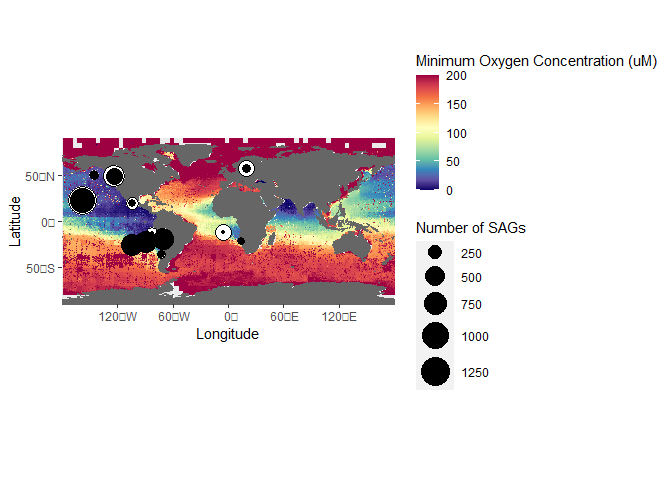 Minimum Oxygen Concentration (uM)
200
150
100
50
0
50□N
0□
50□S
Latitude
120□W 60□W 0□ 60□E 120□E
Longitude
Number of SAGs
250
500
750
1000
1250